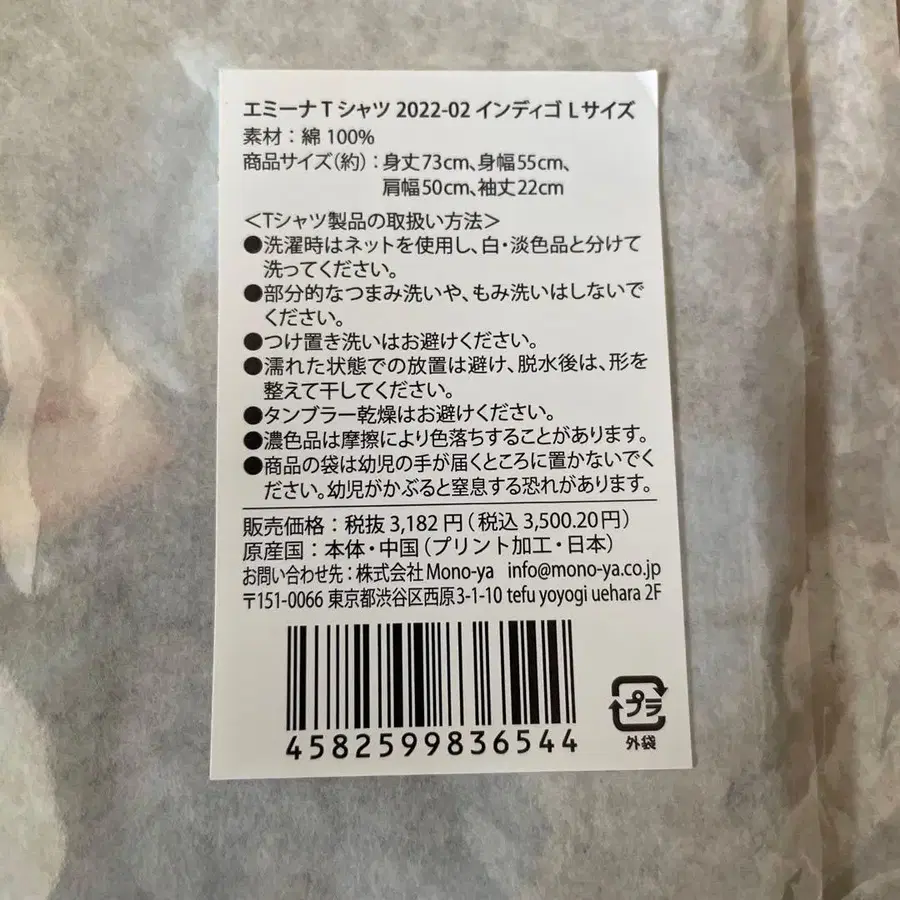 エミーナ T シャツ 2022-02 インディゴ L サイズ
素材：綿 100%
商品サイズ（約）：身丈73cm、身幅55cm、
肩幅50cm、袖丈22cm
＜Tシャツ製品の取扱い方法＞
●洗濯時はネットを使用し、白・淡色品と分けて
洗ってください。
●部分的なつまみ洗いや、もみ洗いはしないで
ください。
●つけ置き洗いはお避けください。
●濡れた状態での放置は避け、脱水後は、形を
整えて干してください。
●タンブラー乾燥はお避けください。
●濃色品は摩擦により色落ちすることがあります。
●商品の袋は幼児の手が届くところに置かないでく
ださい。幼児がかぶると窒息する恐れがあります。
販売価格：税抜 3,182 円（税込 3,500.20円）
原産国：本体・中国（プリント加工・日本）
お問い合わせ先：株式会社 Mono-ya info@mono-ya.co.jp
〒151-0066 東京都渋谷区西原3-1-10 tefu yoyogi uehara 2F
4582599836544
プラ
外袋